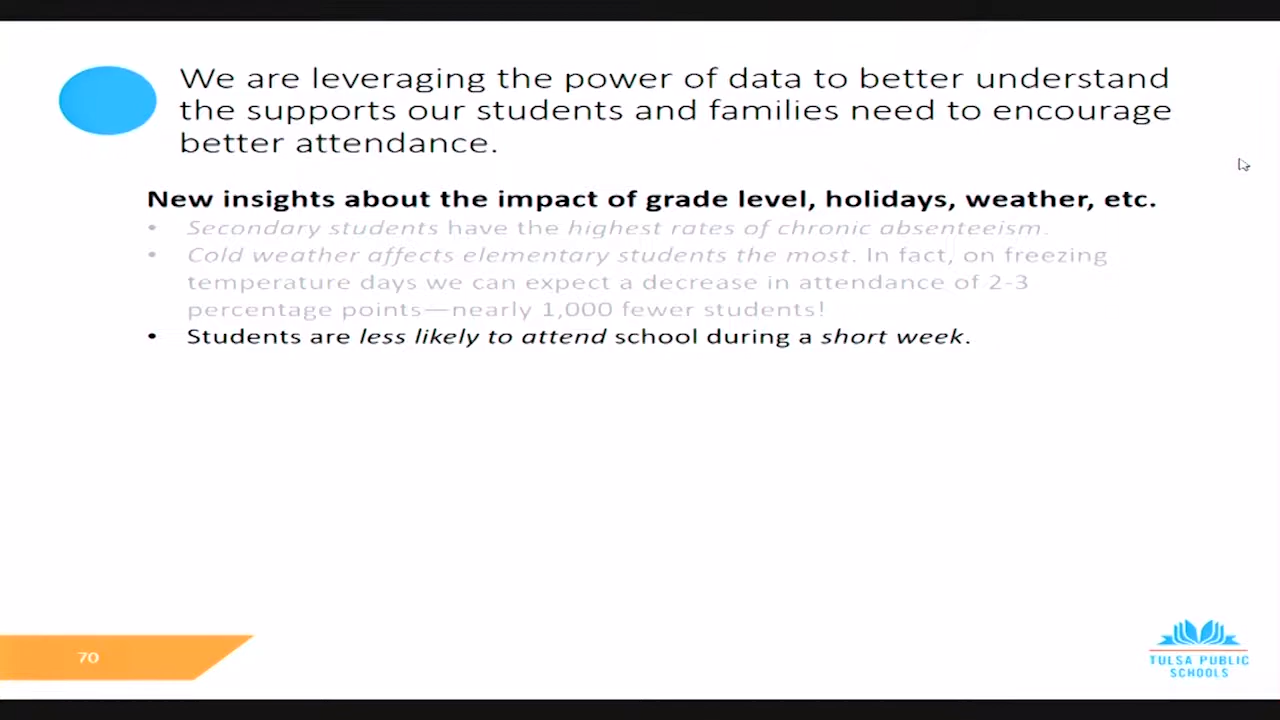 We are leveraging the power of data to better understand
the supports our students and families need to encourage
better attendance.
New insights about the impact of grade level, holidays, weather, etc.
• Secondary students have the highest rates of chronic absenteeism.
• Cold weather affects elementary students the most. In fact, on freezing
temperature days we can expect a decrease in attendance of 2-3
percentage points—nearly 1,000 fewer students!
• Students are less likely to attend school during a short week.
70
TULSA PUBLIC
SCHOOLS